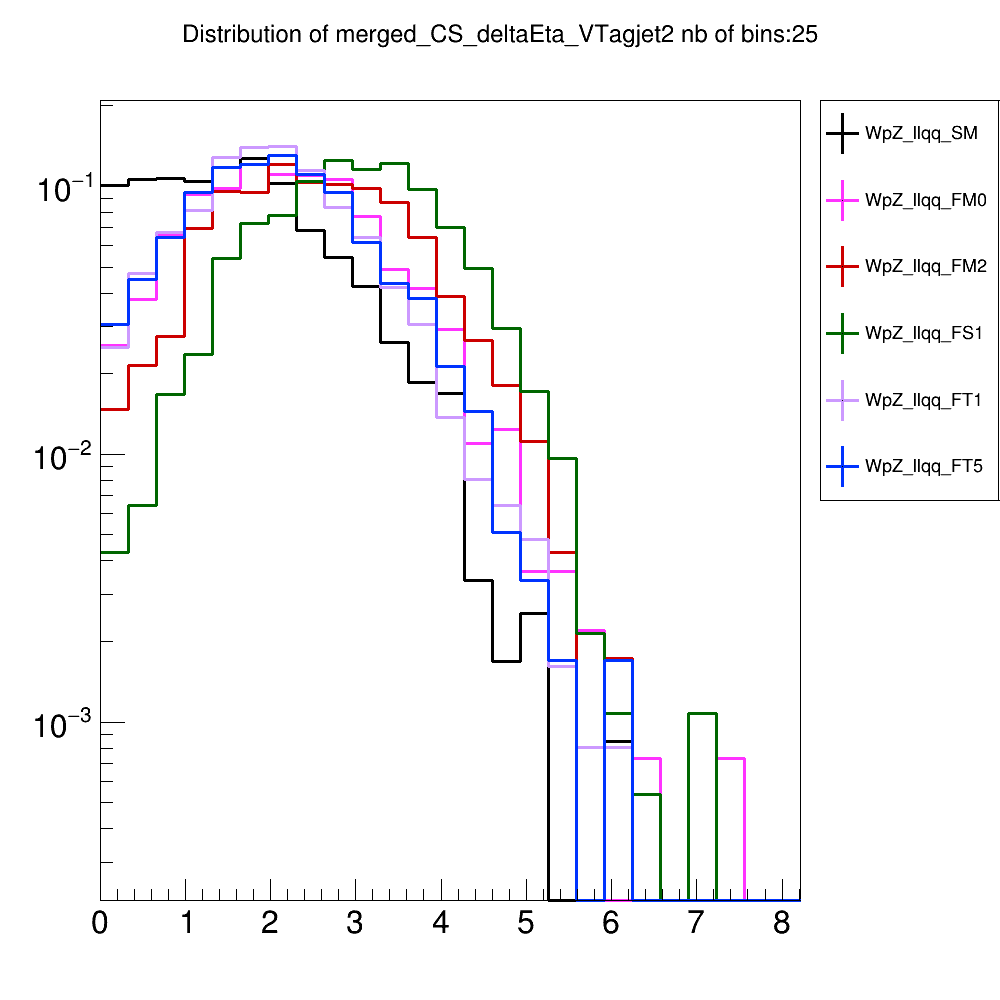 Distribution of merged_CS_deltaEta_VTagjet2 nb of bins:25
WpZ_llqq_SM
WpZ_llqq_FM0
WpZ_llqq_FM2
WpZ_llqq_FS1
WpZ_llqq_FT1
WpZ_llqq_FT5
10⁻¹
10⁻²
10⁻³
0 1 2 3 4 5 6 7 8